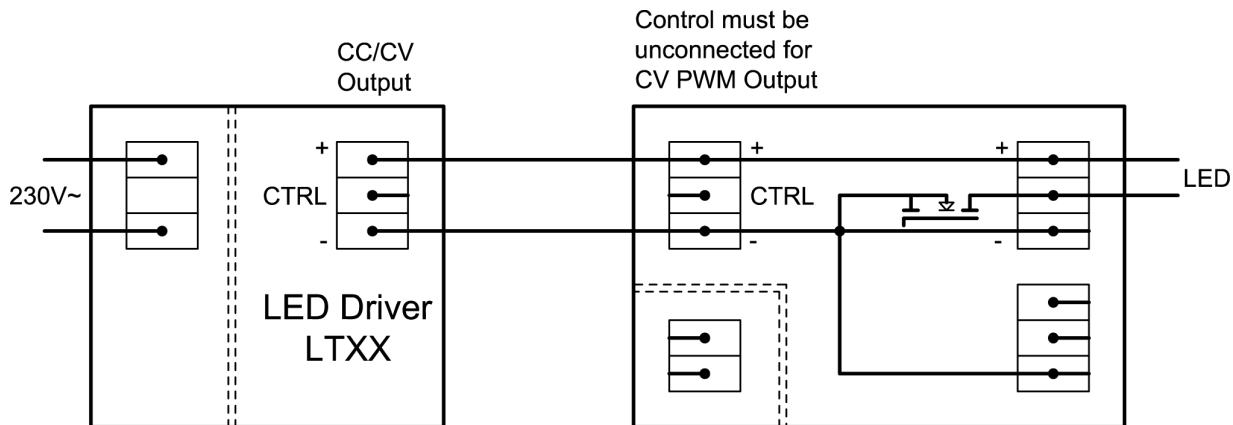 Control must be
unconnected for
CV PWM Output
CC/CV
Output
+
+
+
230V~
CTRL
CTRL
LED
-
-
-
LED Driver
LTXX